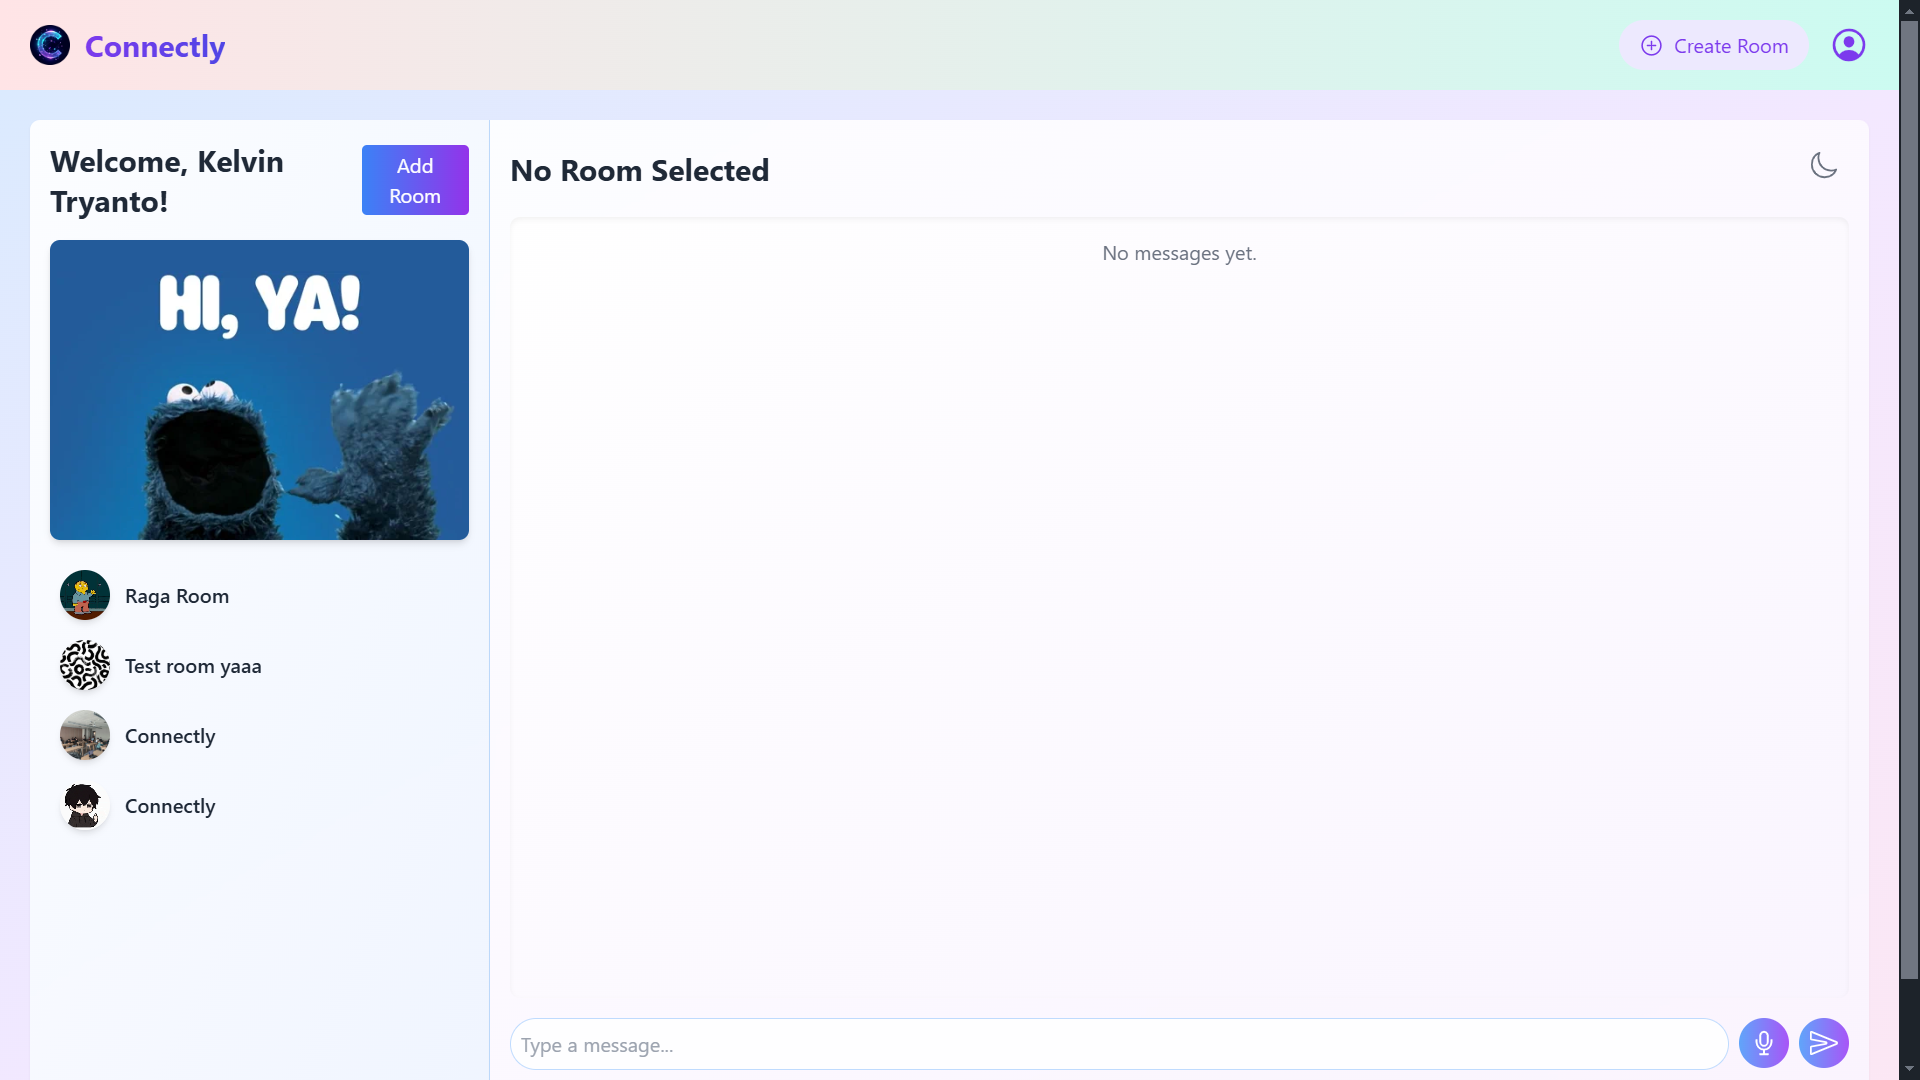 Connectly
Create Room
Welcome, Kelvin
Tryanto!
Add
Room
HI, YA!
Raga Room
Test room yaaa
Connectly
Connectly
No Room Selected
No messages yet.
Type a message...